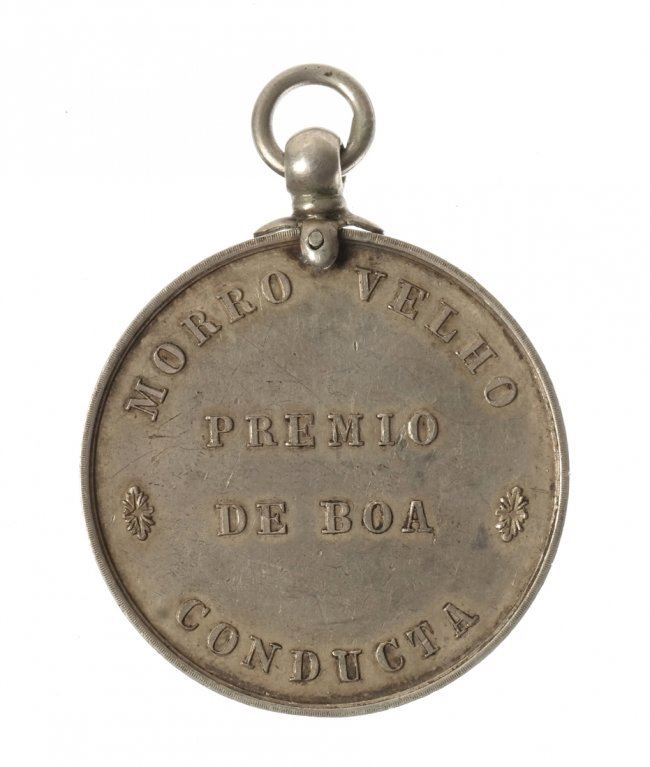 MORRO VELHO
PREMIO
DE BOA
CONDUCTA